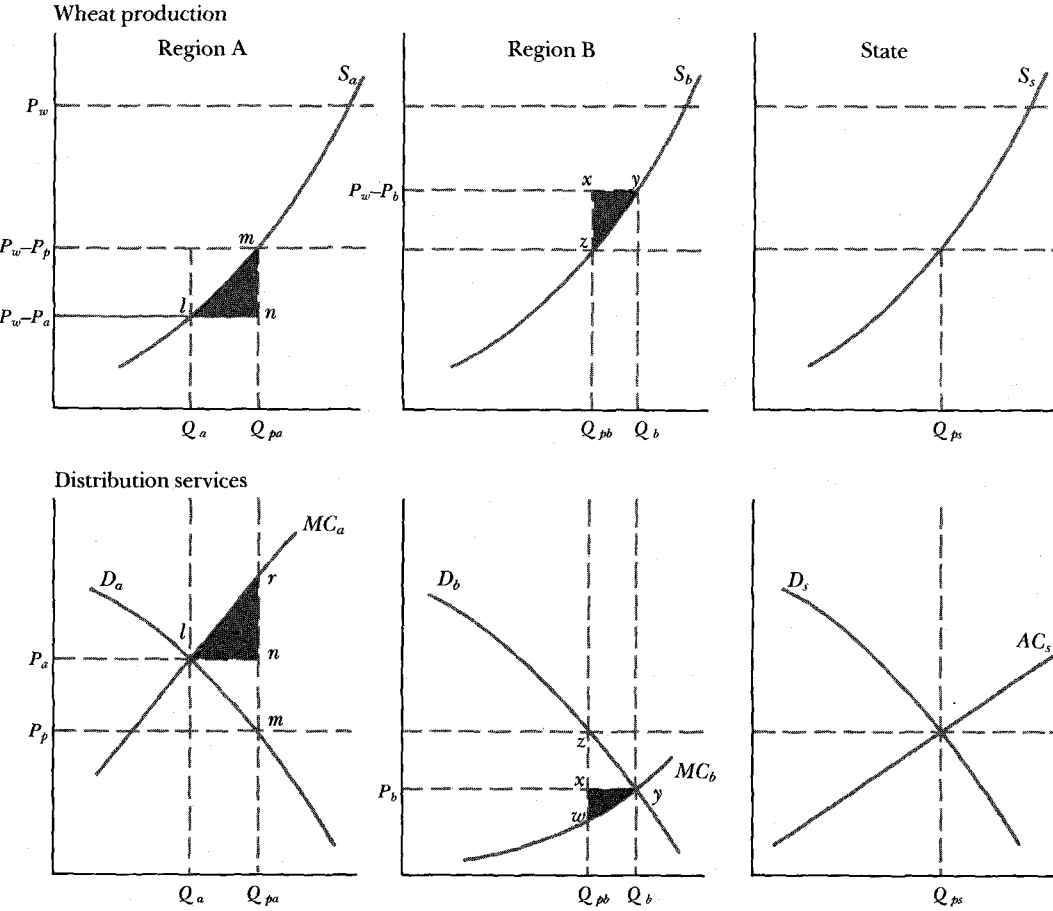 Wheat production
Region A
Region B
State
S_a
S_b
S_s
P_w
x
y
P_w–P_b
m
z
P_w–P_p
l
n
P_w–P_a
Q_a
Q_pa
Q_pb
Q_b
Q_ps
Distribution services
MC_a
D_a
D_b
D_s
r
l
AC_s
P_a
n
m
P_p
z
MC_b
x
P_b
y
w
Q_a
Q_pa
Q_pb
Q_b
Q_ps